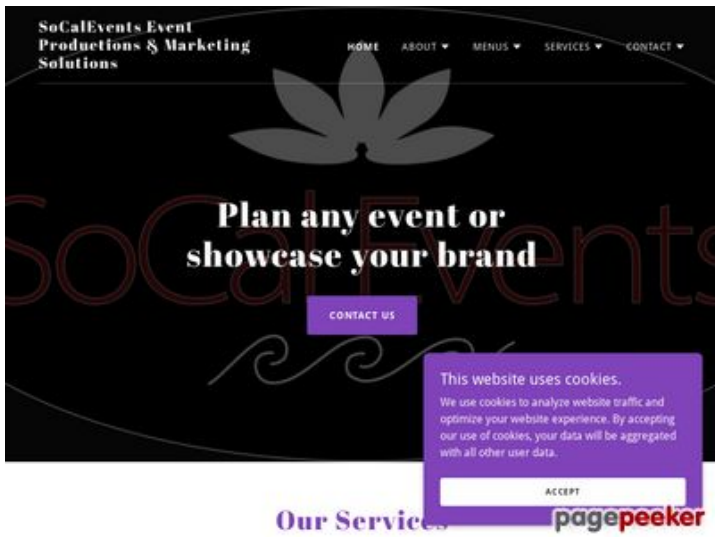 SoCalEvents Event
Productions & Marketing
Solutions
HOME ABOUT MENUS SERVICES CONTACT
SoCalEvents
Plan any event or
showcase your brand
CONTACT US
This website uses cookies.
We use cookies to analyze website traffic and
optimize your website experience. By accepting
our use of cookies, your data will be aggregated
with all other user data.
ACCEPT
Our Services
pagepeeker